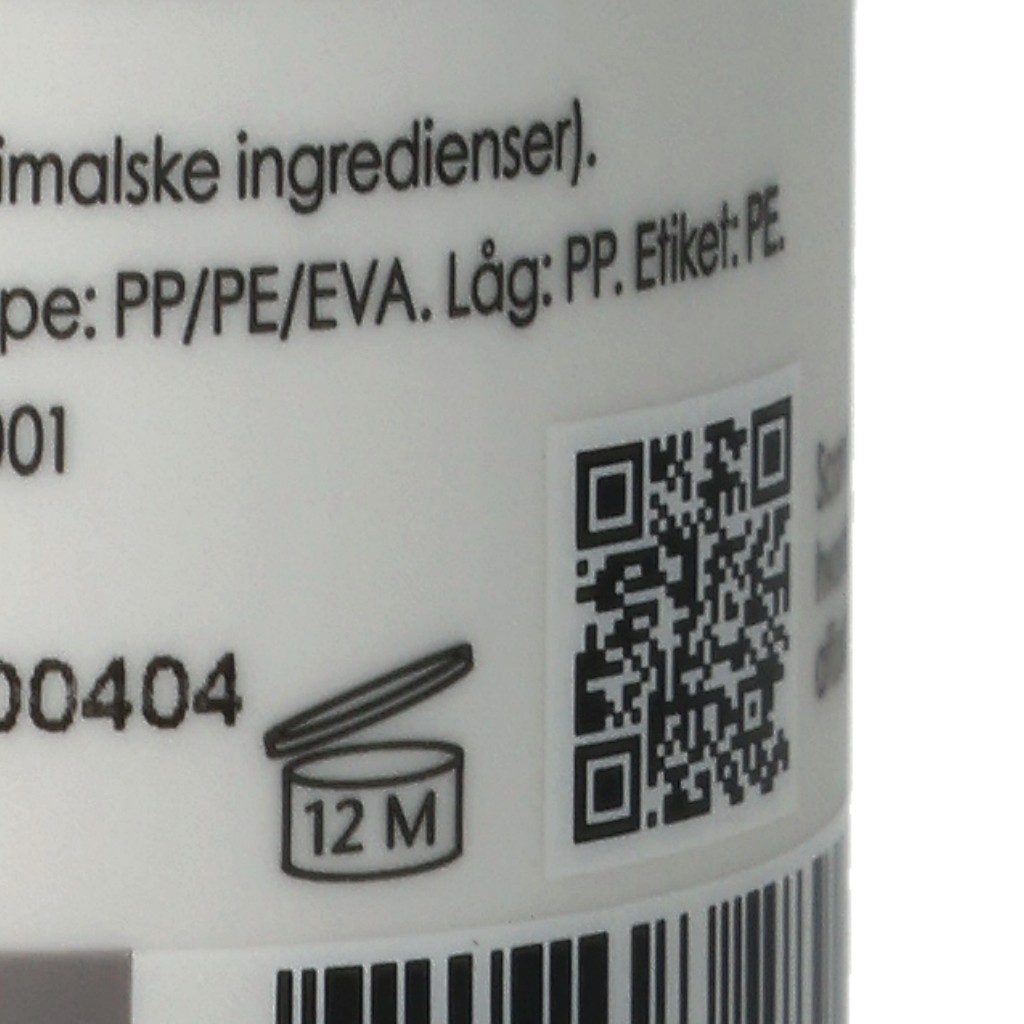 imalske ingredienser).
pe: PP/PE/EVA. Låg: PP. Etiket: PE.
001
00404
12 M